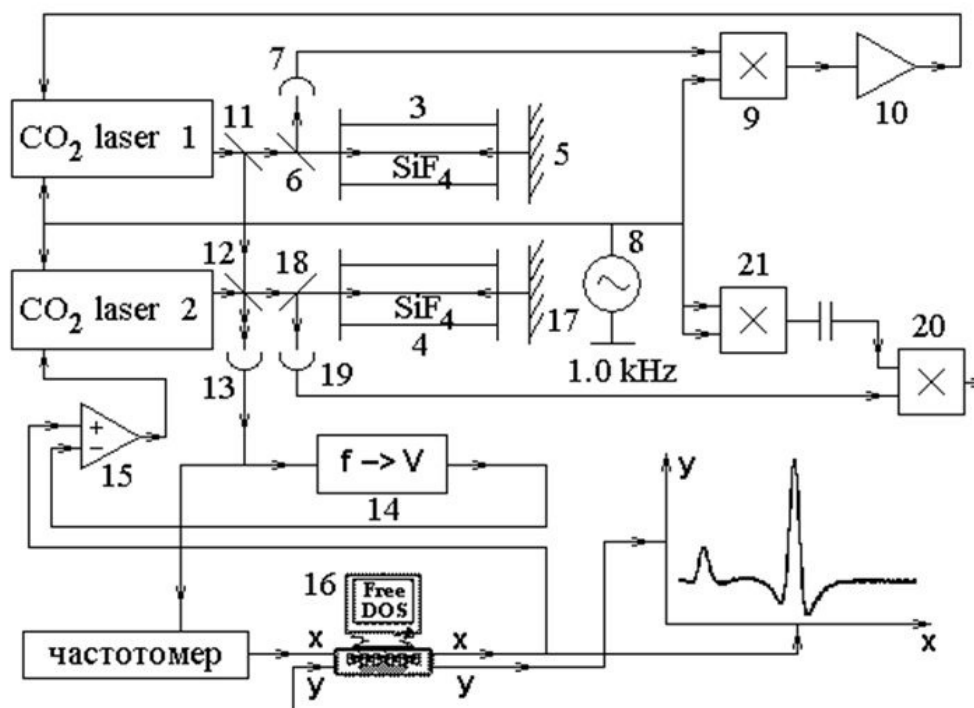 7
CO2 laser 1
11
3
SiF4
6
5
9
10
8
CO2 laser 2
12
18
SiF4
4
17
21
20
13
19
1.0 kHz
+
−
15
f -> V
14
y
x
16
Free
DOS
частотомер
x
y
x
y